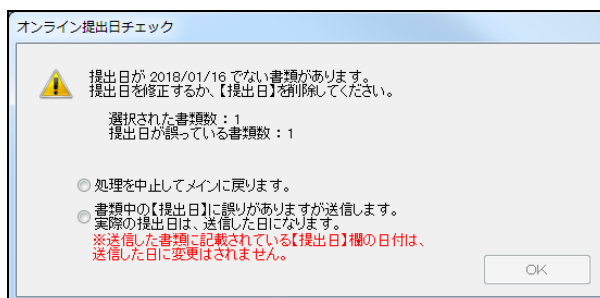 オンライン提出日チェック
提出日が 2018/01/16 でない書類があります。
提出日を修正するか、【提出日】を削除してください。
選択された書類数：1
提出日が誤っている書類数：1
処理を中止してメインに戻ります。
書類中の【提出日】に誤りがありますが送信します。
実際の提出日は、送信した日になります。
※送信した書類に記載されている【提出日】欄の日付は、
送信した日に変更はされません。
OK